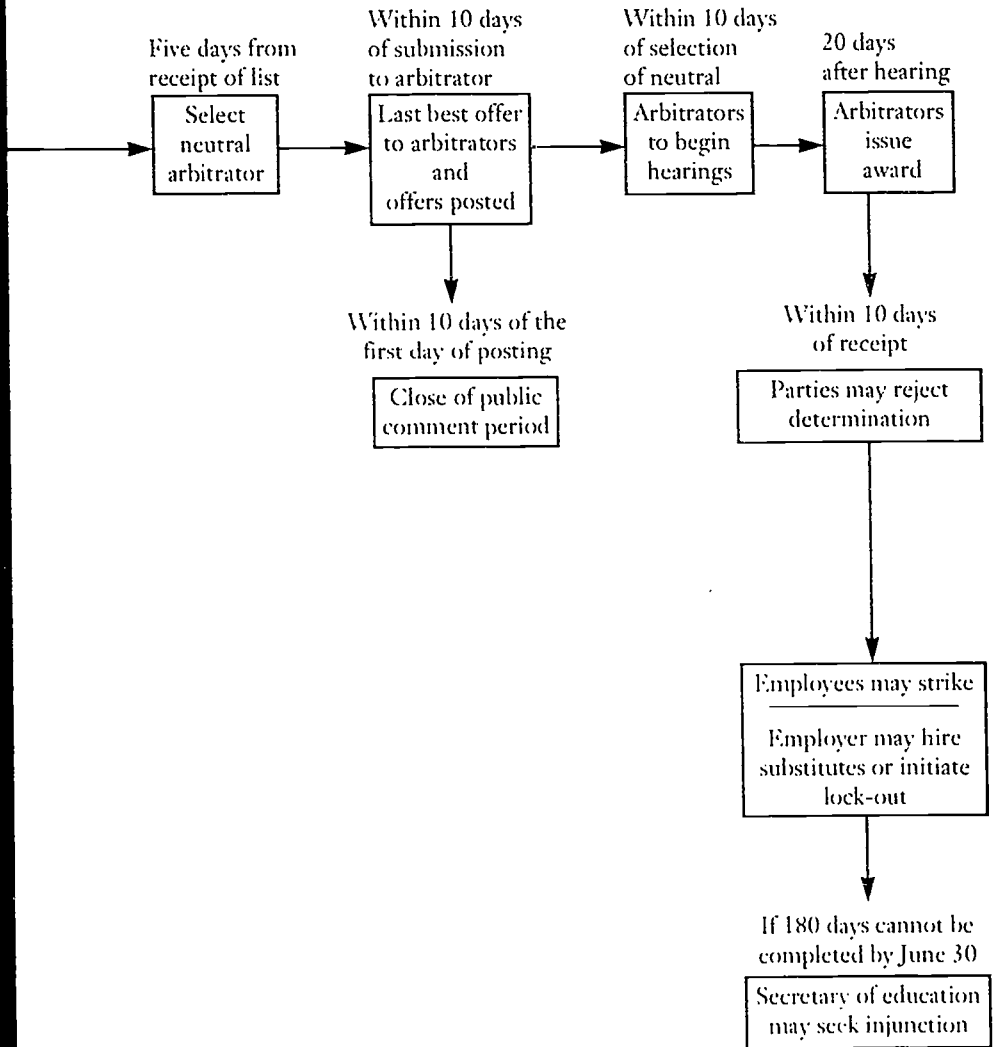 Five days from
receipt of list
Select
neutral
arbitrator
Within 10 days
of submission
to arbitrator
Last best offer
to arbitrators
and
offers posted
Within 10 days
of selection
of neutral
Arbitrators
to begin
hearings
20 days
after hearing
Arbitrators
issue
award
Within 10 days of the
first day of posting
Close of public
comment period
Within 10 days
of receipt
Parties may reject
determination
Employees may strike
Employer may hire
substitutes or initiate
lock-out
If 180 days cannot be
completed by June 30
Secretary of education
may seek injunction